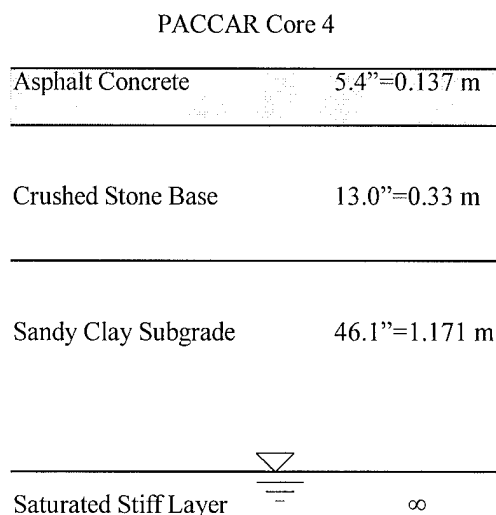 PACCAR Core 4
Asphalt Concrete 5.4”=0.137 m
Crushed Stone Base 13.0”=0.33 m
Sandy Clay Subgrade 46.1”=1.171 m
Saturated Stiff Layer ∞